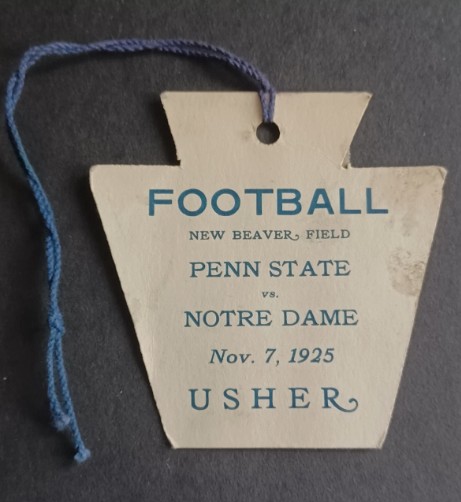 FOOTBALL
NEW BEAVER FIELD
PENN STATE
vs.
NOTRE DAME
Nov. 7, 1925
USHER